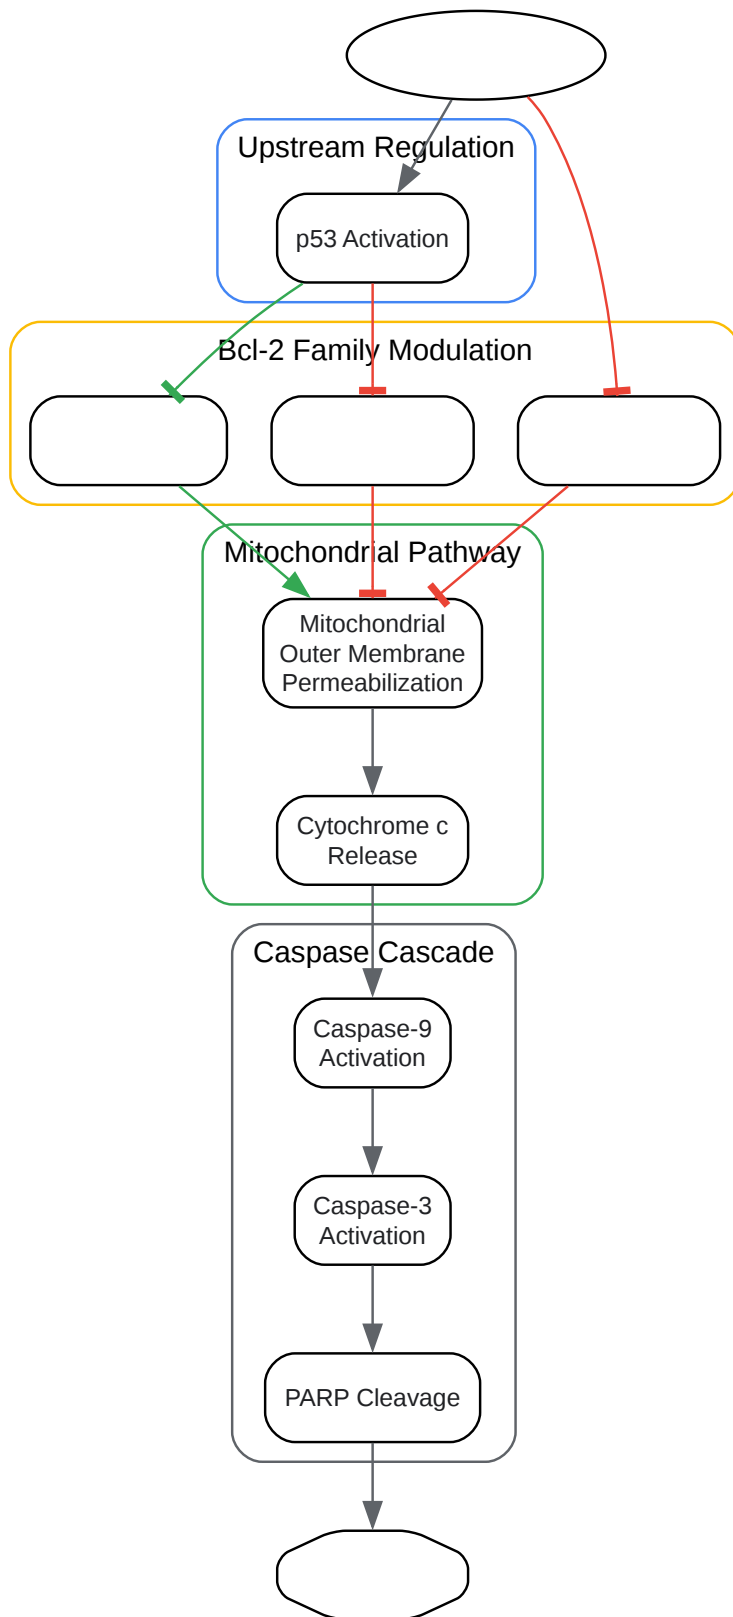 Upstream Regulation
p53 Activation
Bcl-2 Family Modulation
Mitochondrial Pathway
Mitochondrial
Outer Membrane
Permeabilization
Cytochrome c
Release
Caspase Cascade
Caspase-9
Activation
Caspase-3
Activation
PARP Cleavage